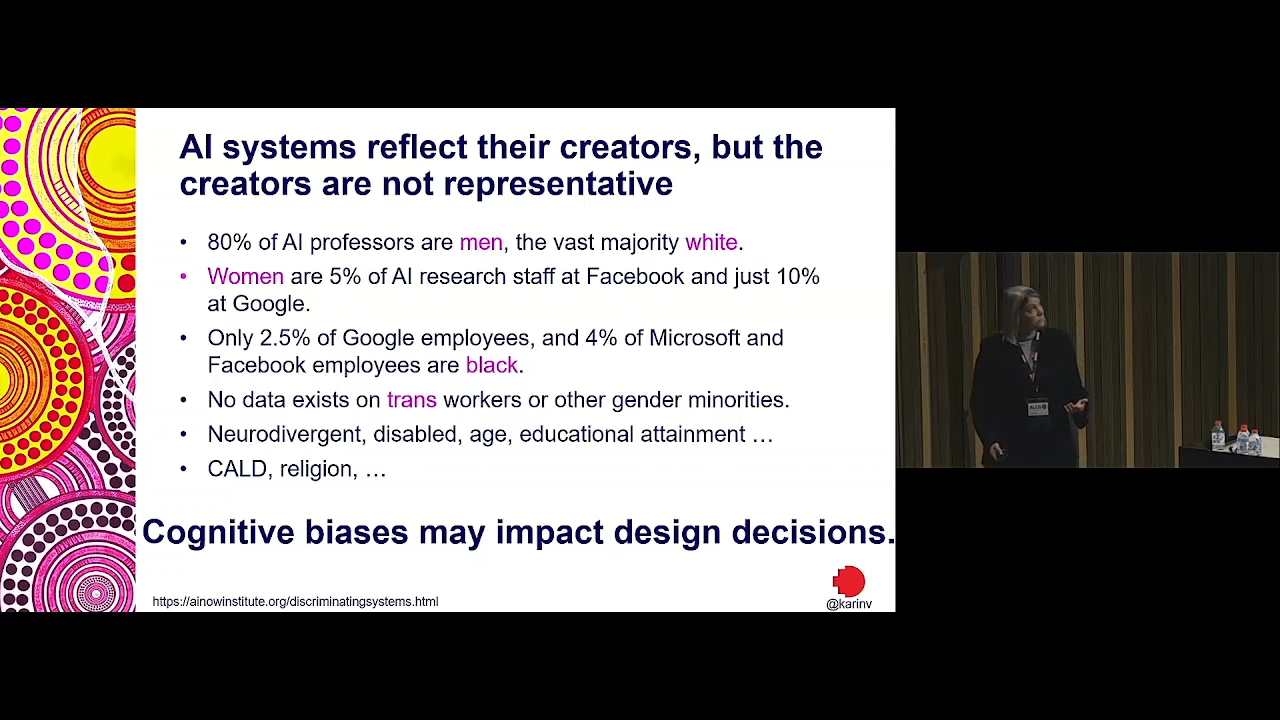 AI systems reflect their creators, but the
creators are not representative
• 80% of AI professors are men, the vast majority white.
• Women are 5% of AI research staff at Facebook and just 10%
at Google.
• Only 2.5% of Google employees, and 4% of Microsoft and
Facebook employees are black.
• No data exists on trans workers or other gender minorities.
• Neurodivergent, disabled, age, educational attainment …
• CALD, religion, …
Cognitive biases may impact design decisions.
https://ainowinstitute.org/discriminatingsystems.html
@karinv